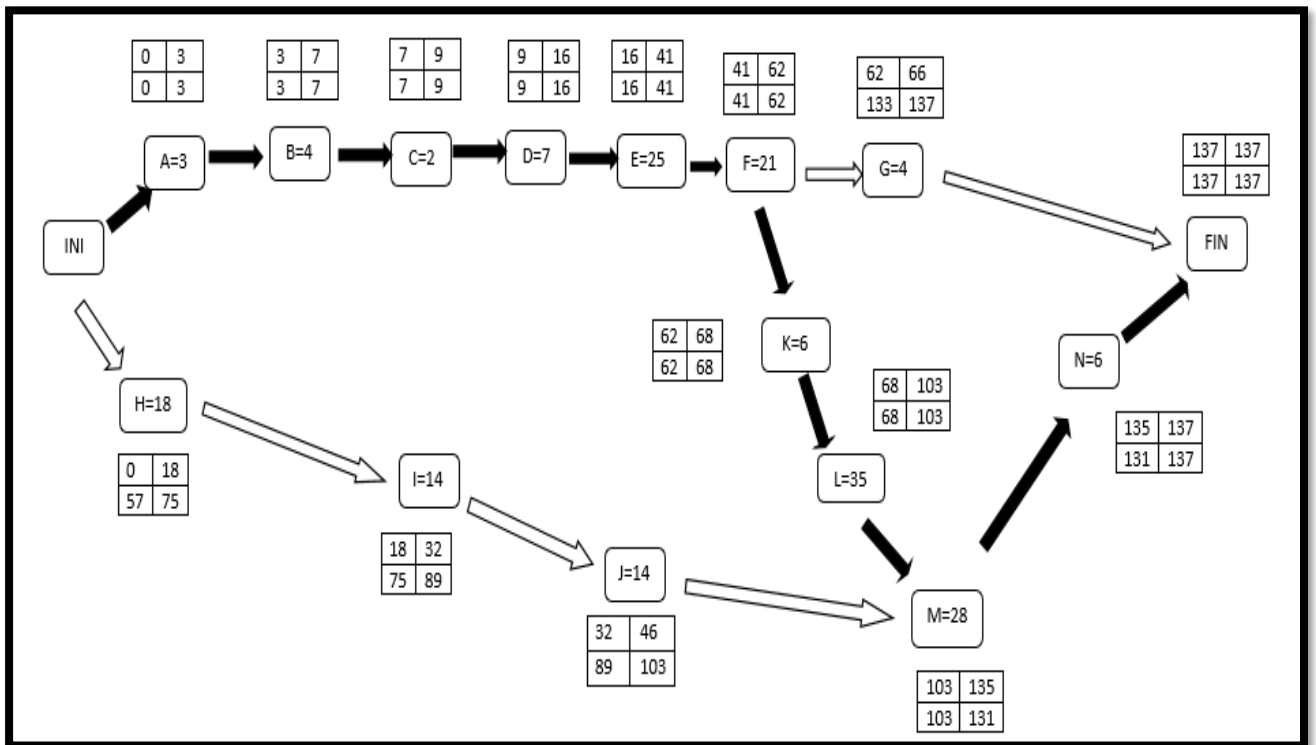 0 3
0 3
3 7
3 7
7 9
7 9
9 16
9 16
16 41
16 41
41 62
41 62
62 66
133 137
137 137
137 137
A=3
B=4
C=2
D=7
E=25
F=21
G=4
INI
FIN
62 68
62 68
K=6
N=6
68 103
68 103
H=18
135 137
131 137
0 18
57 75
I=14
L=35
18 32
75 89
J=14
M=28
32 46
89 103
103 135
103 131